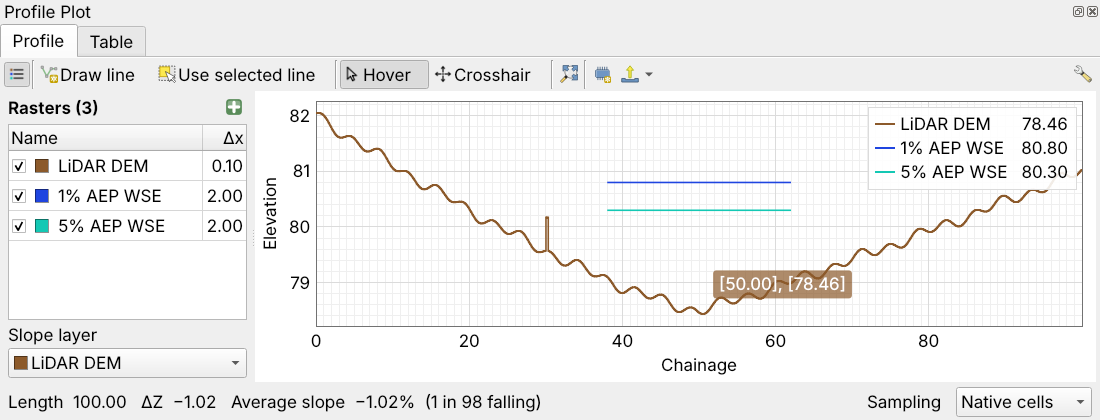 Profile Plot
Profile Table
Draw line Use selected line Hover Crosshair
Rasters (3)
Name Δx
LiDAR DEM 0.10
1% AEP WSE 2.00
5% AEP WSE 2.00
Slope layer
LiDAR DEM
Elevation
82
81
80
79
0 20 40 60 80
Chainage
LiDAR DEM 78.46
1% AEP WSE 80.80
5% AEP WSE 80.30
[50.00], [78.46]
Length 100.00 ΔZ −1.02 Average slope −1.02% (1 in 98 falling)
Sampling Native cells